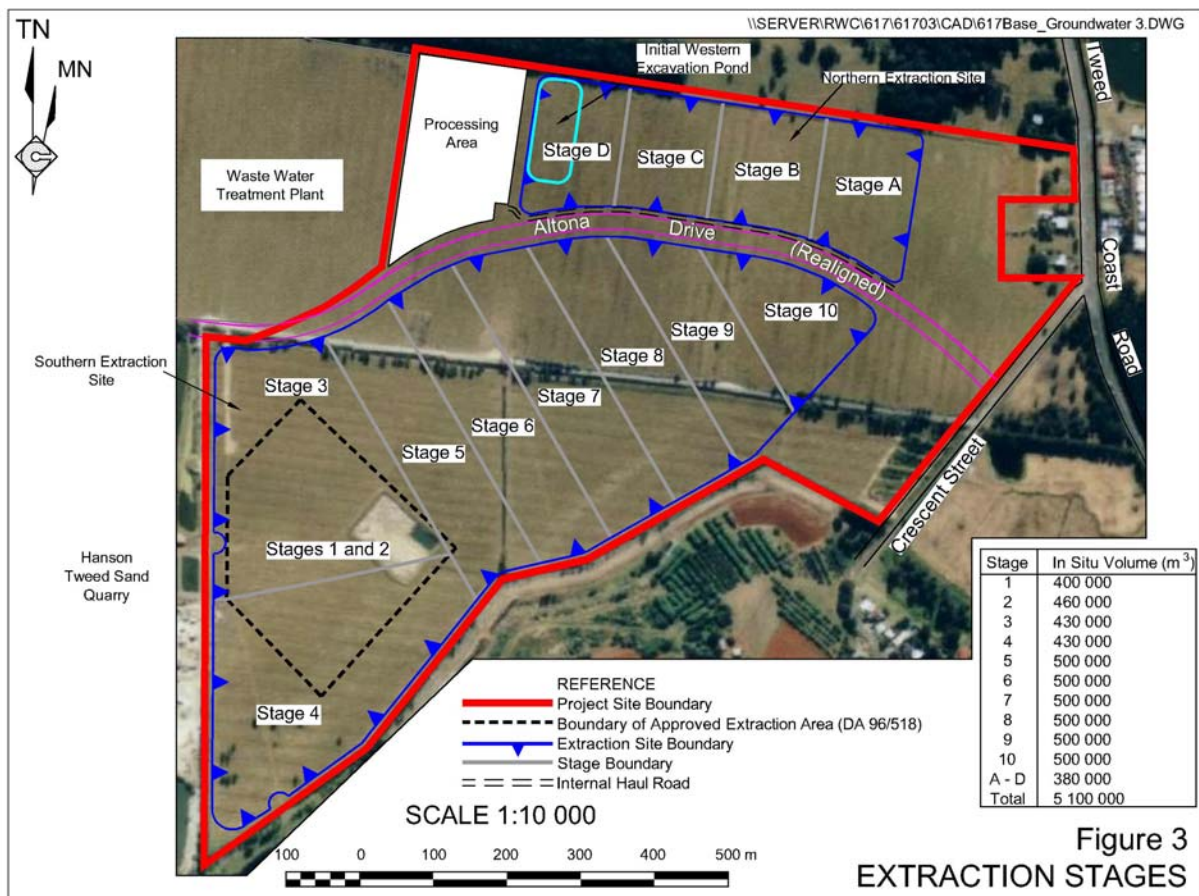 \\SERVER\RWC\617\61703\CAD\617Base_Groundwater 3.DWG
TN
MN
Initial Western
Excavation Pond
Northern Extraction Site
Tweed
Coast
Road
Processing
Area
Waste Water
Treatment Plant
Stage D
Stage C
Stage B
Stage A
Altona Drive (Realigned)
Stage 10
Stage 9
Stage 8
Stage 7
Stage 6
Stage 5
Southern Extraction
Site
Stage 3
Stages 1 and 2
Stage 4
Hanson
Tweed Sand
Quarry
Crescent Street
Stage In Situ Volume (m³)
1 400 000
2 460 000
3 430 000
4 430 000
5 500 000
6 500 000
7 500 000
8 500 000
9 500 000
10 500 000
A - D 380 000
Total 5 100 000
REFERENCE
Project Site Boundary
Boundary of Approved Extraction Area (DA 96/518)
Extraction Site Boundary
Stage Boundary
Internal Haul Road
SCALE 1:10 000
100 0 100 200 300 400 500 m
Figure 3
EXTRACTION STAGES